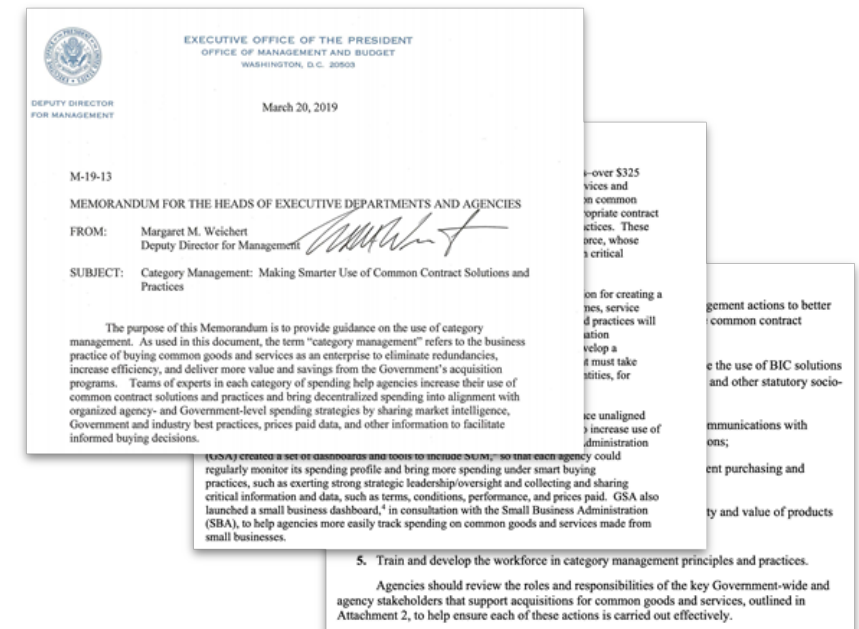 EXECUTIVE OFFICE OF THE PRESIDENT
OFFICE OF MANAGEMENT AND BUDGET
WASHINGTON, D.C. 20503
DEPUTY DIRECTOR
FOR MANAGEMENT
March 20, 2019
M-19-13
MEMORANDUM FOR THE HEADS OF EXECUTIVE DEPARTMENTS AND AGENCIES
FROM: Margaret M. Weichert
Deputy Director for Management
SUBJECT: Category Management: Making Smarter Use of Common Contract Solutions and
Practices
The purpose of this Memorandum is to provide guidance on the use of category
management. As used in this document, the term “category management” refers to the business
practice of buying common goods and services as an enterprise to eliminate redundancies,
increase efficiency, and deliver more value and savings from the Government’s acquisition
programs. Teams of experts in each category of spending help agencies increase their use of
common contract solutions and practices and bring decentralized spending into alignment with
organized agency- and Government-level spending strategies by sharing market intelligence,
Government and industry best practices, prices paid data, and other information to facilitate
informed buying decisions.
over $325
vices and
n common
opriate contract
ctices. These
orce, whose
critical
on for creating a
nes, service
d practices will
ation
velop a
t must take
ntities, for
ce unaligned
increase use of
dministration
(GSA) created a set of dashboards and tools to include SUM, so that each agency could
regularly monitor its spending profile and bring more spending under smart buying
practices, such as exerting strong strategic leadership/oversight and collecting and sharing
critical information and data, such as terms, conditions, performance, and prices paid. GSA also
launched a small business dashboard,⁴ in consultation with the Small Business Administration
(SBA), to help agencies more easily track spending on common goods and services made from
small businesses.
gement actions to better
common contract
e the use of BIC solutions
and other statutory socio-
mmunications with
ons;
ent purchasing and
ty and value of products
5. Train and develop the workforce in category management principles and practices.
Agencies should review the roles and responsibilities of the key Government-wide and
agency stakeholders that support acquisitions for common goods and services, outlined in
Attachment 2, to help ensure each of these actions is carried out effectively.